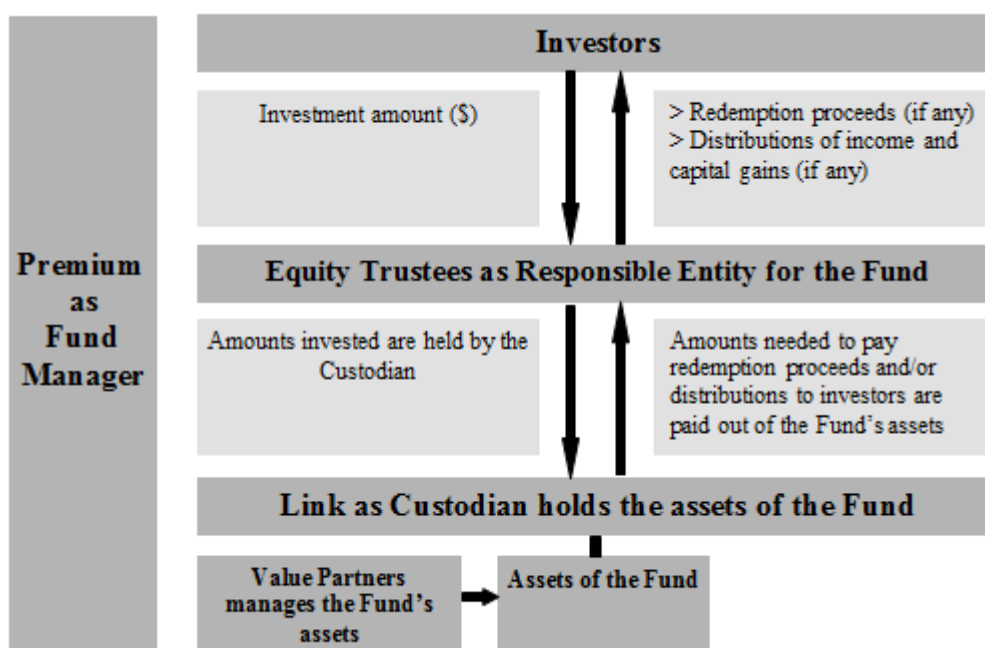 Investors
Investment amount ($)
> Redemption proceeds (if any)
> Distributions of income and
capital gains (if any)
Premium
as
Fund
Manager
Equity Trustees as Responsible Entity for the Fund
Amounts invested are held by the
Custodian
Amounts needed to pay
redemption proceeds and/or
distributions to investors are
paid out of the Fund’s assets
Link as Custodian holds the assets of the Fund
Value Partners
manages the Fund’s
assets
Assets of the Fund